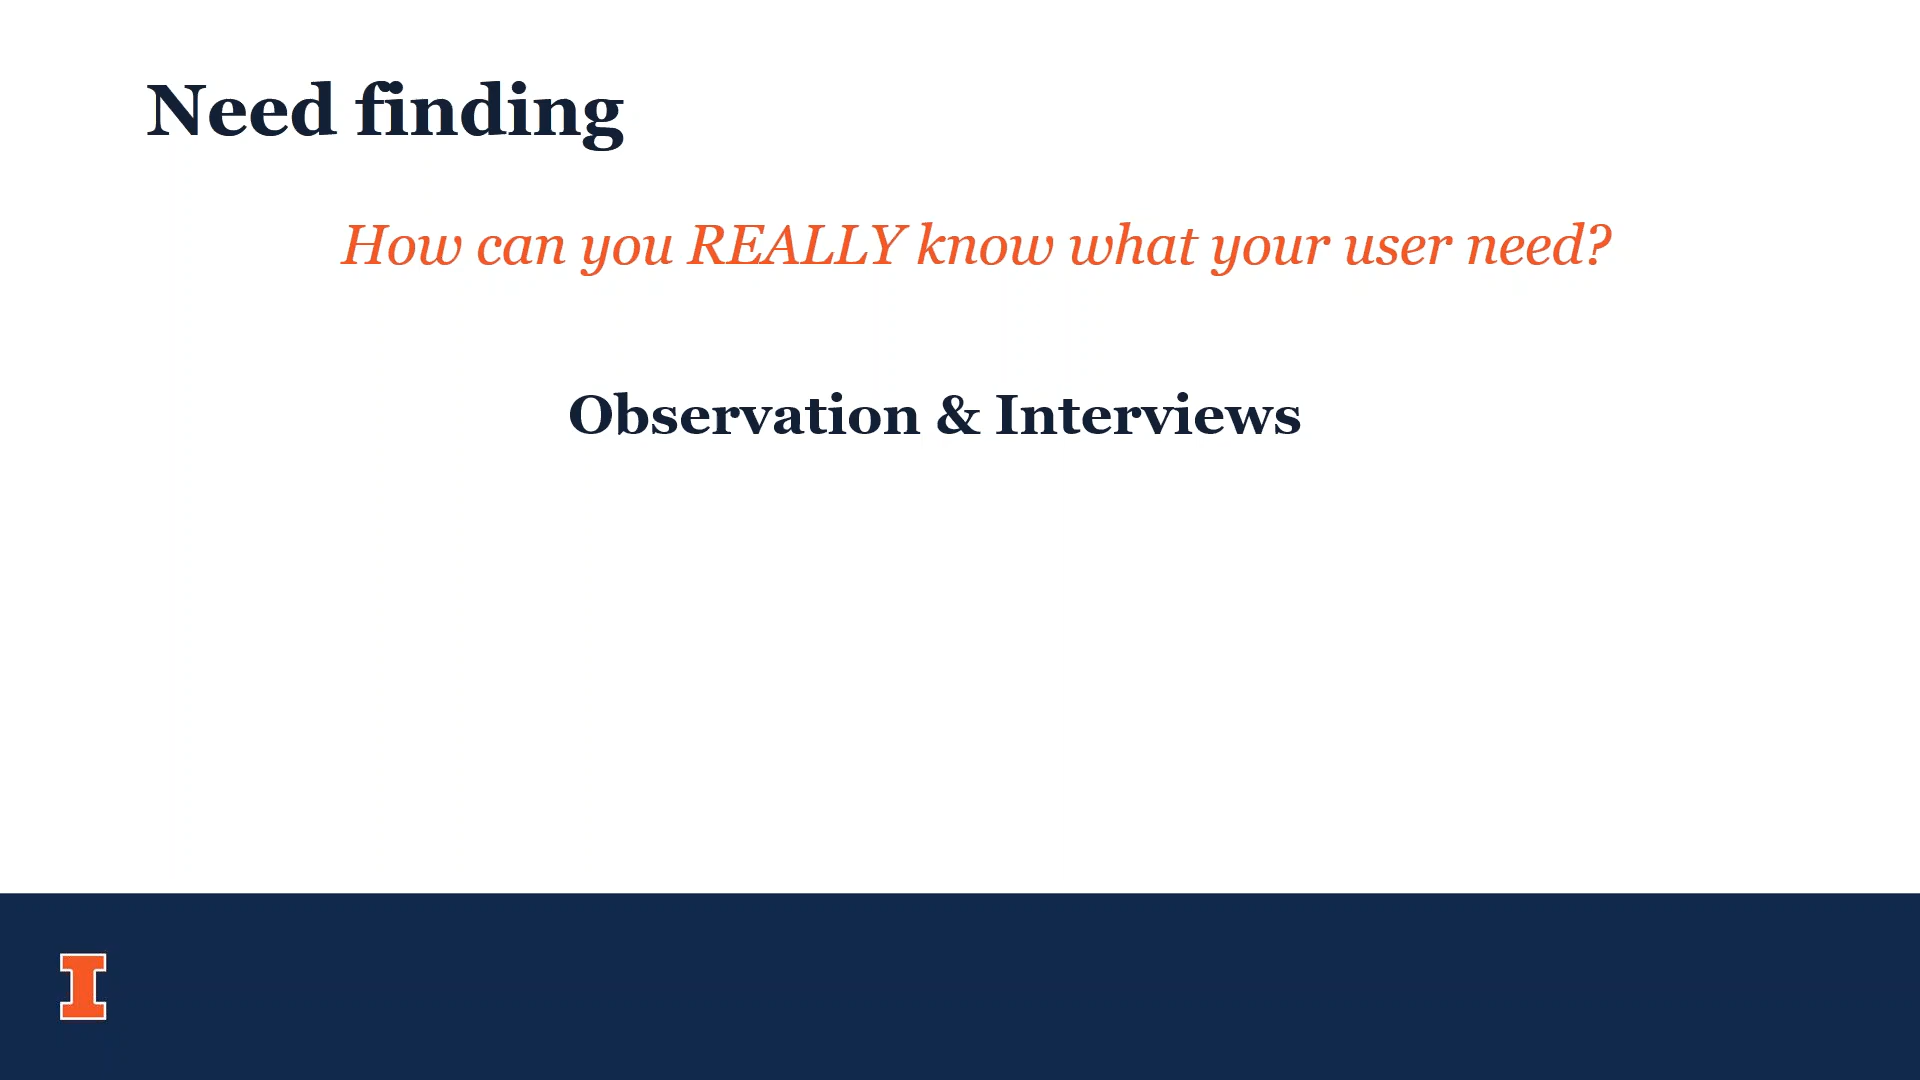 Need finding
How can you REALLY know what your user need?
Observation & Interviews
I